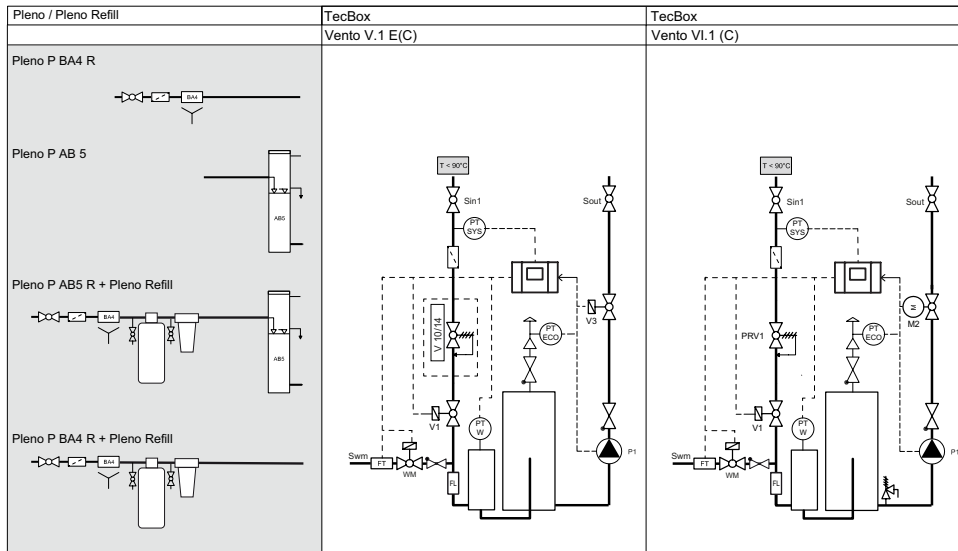 Pleno / Pleno Refill
TecBox
TecBox
Vento V.1 E(C)
Vento VI.1 (C)
Pleno P BA4 R
BA4
Pleno P AB 5
AB5
Pleno P AB5 R + Pleno Refill
BA4
AB5
Pleno P BA4 R + Pleno Refill
BA4
T < 90°C
Sin1
Sout
PT
SYS
V 10/14
PT
ECO
V3
V1
PT
W
P1
Swm
FT
WM
FL
T < 90°C
Sin1
Sout
PT
SYS
M
M2
PRV1
PT
ECO
V1
PT
W
P1
Swm
FT
WM
FL